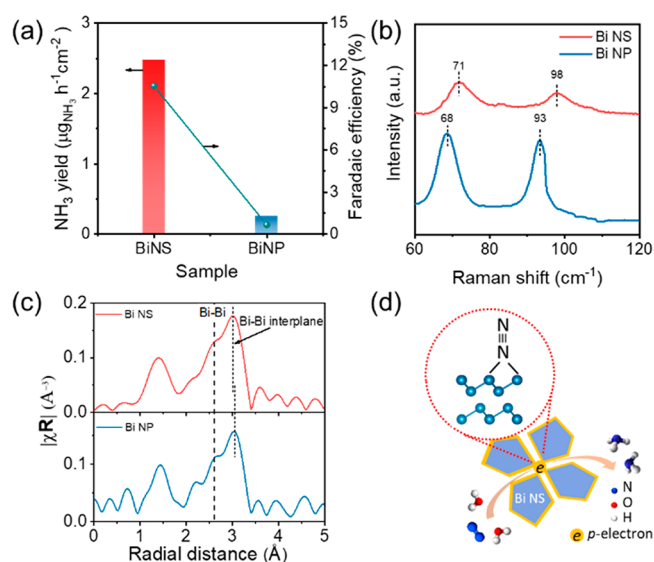 (a)
NH₃ yield (μgNH₃ h⁻¹cm⁻²)
3
2
1
0
BiNS
BiNP
Sample
15
12
9
6
3
0
Faradaic efficiency (%)
(b)
Intensity (a.u.)
Bi NS
Bi NP
71
98
68
93
60
80
100
120
Raman shift (cm⁻¹)
(c)
|χR| (A⁻³)
0.2
0.1
0.0
0.1
0.0
Bi NS
Bi-Bi
Bi-Bi interplane
Bi NP
0
1
2
3
4
5
Radial distance (Å)
(d)
N
N
e
Bi NS
N
O
H
e p-electron